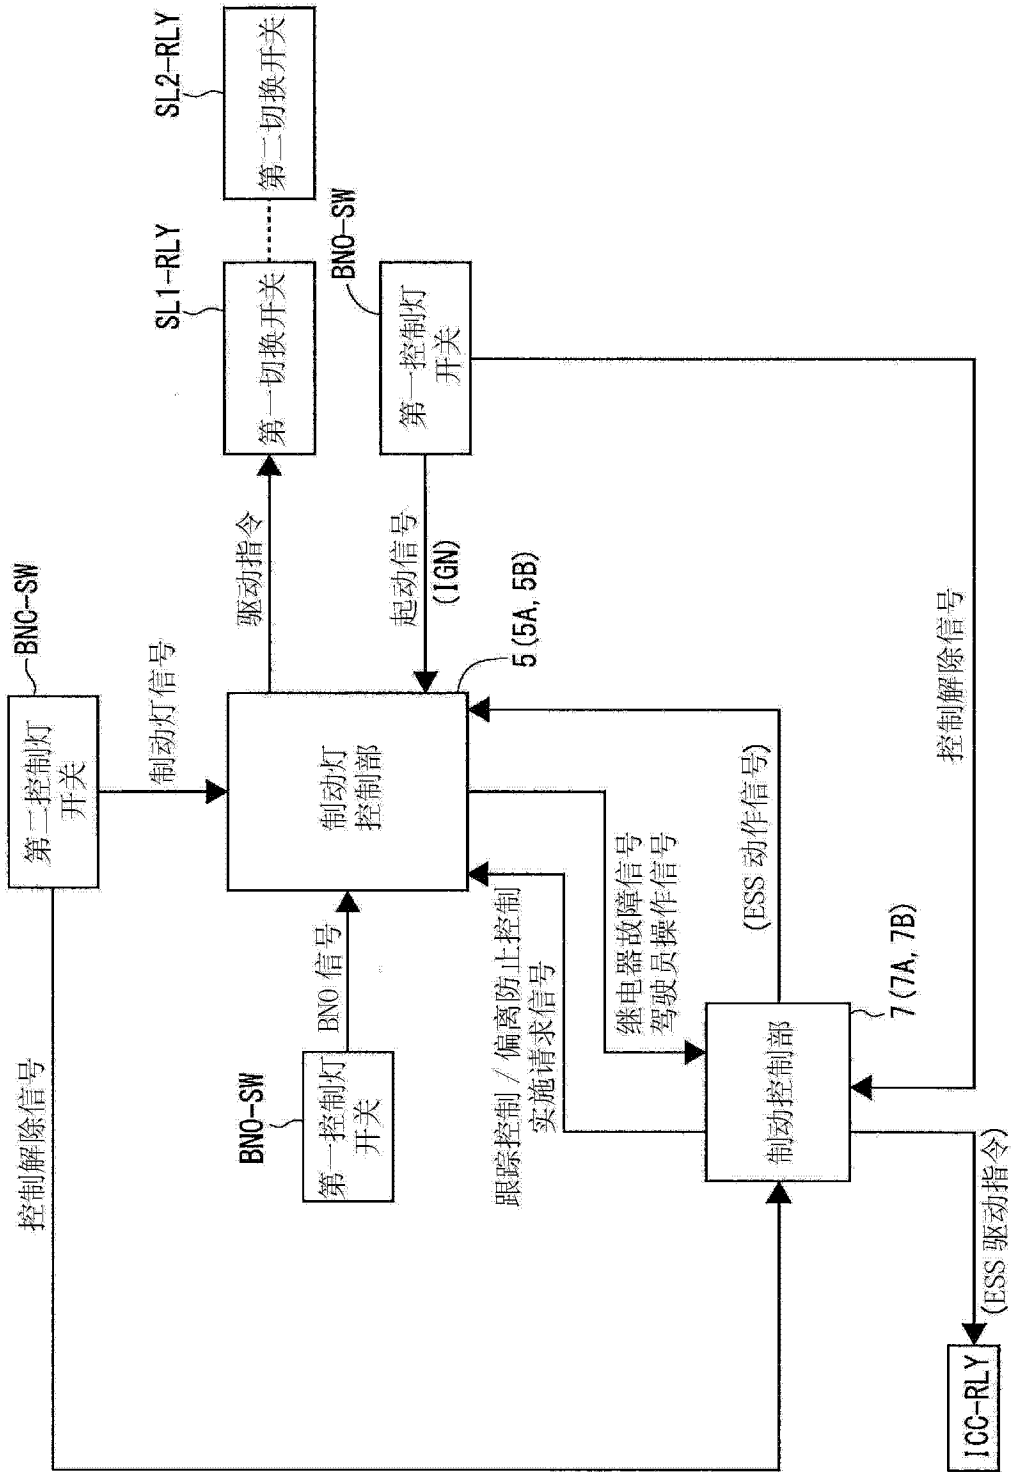 BNC-SW
第二控制灯
开关
制动灯信号
控制解除信号
SL1-RLY
第一切换开关
SL2-RLY
第二切换开关
驱动指令
BNO-SW
第一控制灯
开关
BNO 信号
制动灯
控制部
5 (5A, 5B)
起动信号
(IGN)
BNO-SW
第一控制灯
开关
跟踪控制 / 偏离防止控制
实施请求信号
继电器故障信号
驾驶员操作信号
(ESS 动作信号)
制动控制部
7 (7A, 7B)
控制解除信号
(ESS 驱动指令)
ICC-RLY